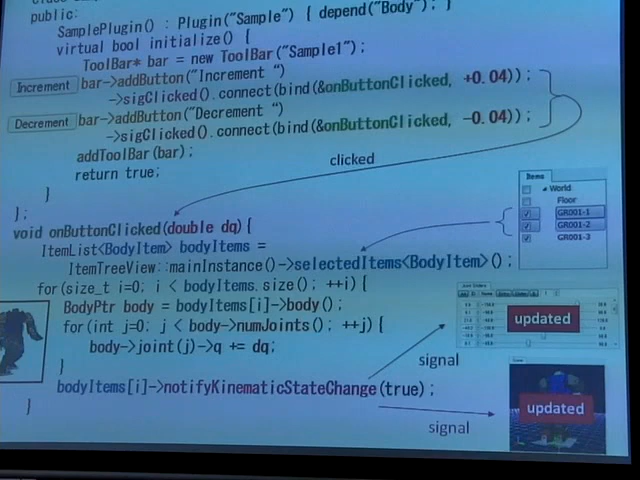 public:
SamplePlugin() : Plugin("Sample") { depend("Body"); }
virtual bool initialize() {
ToolBar* bar = new ToolBar("Sample1");
Increment bar->addButton("Increment ")
->sigClicked().connect(bind(&onButtonClicked, +0.04));
Decrement bar->addButton("Decrement ")
->sigClicked().connect(bind(&onButtonClicked, -0.04));
addToolBar(bar);
return true;
clicked
}
};
Items
World
Floor
GR001-1
GR001-2
GR001-3
void onButtonClicked(double dq) {
ItemList<BodyItem> bodyItems =
ItemTreeView::mainInstance()->selectedItems<BodyItem>();
for(size_t i=0; i < bodyItems.size(); ++i) {
BodyPtr body = bodyItems[i]->body();
for(int j=0; j < body->numJoints(); ++j) {
body->joint(j)->q += dq;
}
bodyItems[i]->notifyKinematicStateChange(true);
}
updated
signal
updated
signal